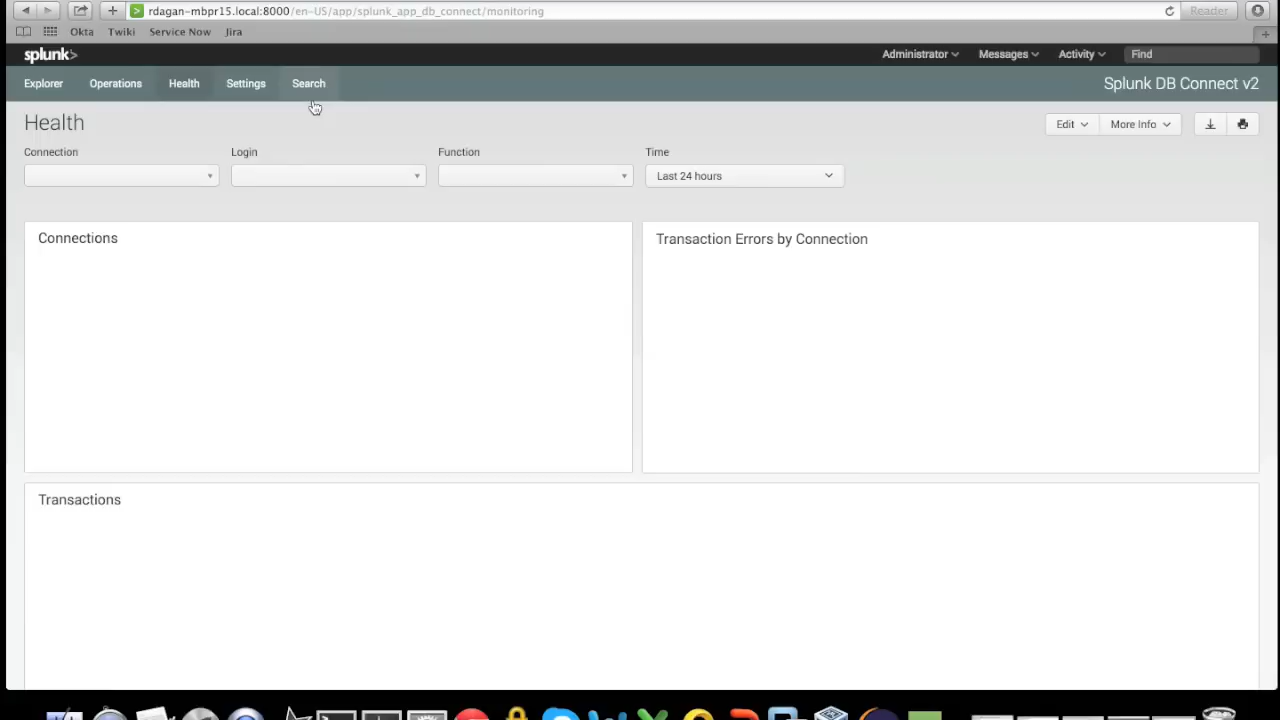 rdagan-mbpr15.local:8000/en-US/app/splunk_app_db_connect/monitoring
Reader
Okta Twiki Service Now Jira
splunk>
Administrator Messages Activity Find
Explorer Operations Health Settings Search
Splunk DB Connect v2
Health
Edit More Info
Connection Login Function Time
Last 24 hours
Connections
Transaction Errors by Connection
Transactions